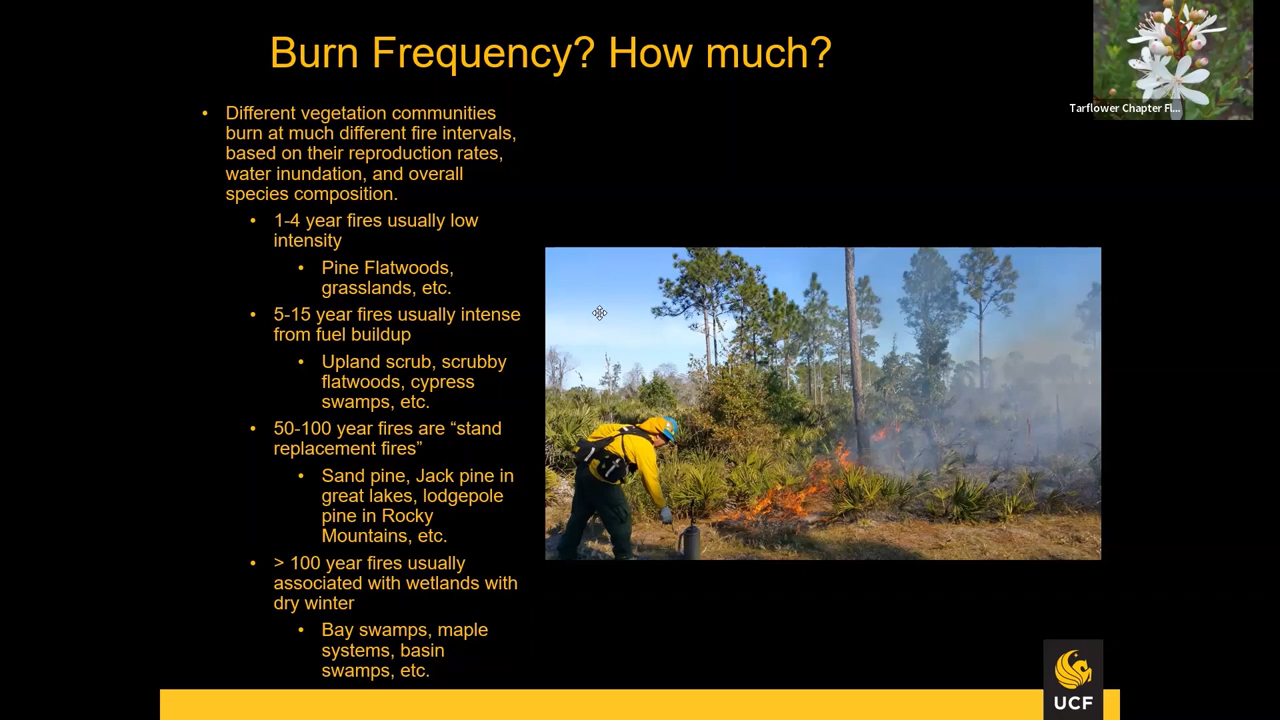 Burn Frequency? How much?
Tarflower Chapter Fl...
• Different vegetation communities
burn at much different fire intervals,
based on their reproduction rates,
water inundation, and overall
species composition.
• 1-4 year fires usually low
intensity
• Pine Flatwoods,
grasslands, etc.
• 5-15 year fires usually intense
from fuel buildup
• Upland scrub, scrubby
flatwoods, cypress
swamps, etc.
• 50-100 year fires are “stand
replacement fires”
• Sand pine, Jack pine in
great lakes, lodgepole
pine in Rocky
Mountains, etc.
• > 100 year fires usually
associated with wetlands with
dry winter
• Bay swamps, maple
systems, basin
swamps, etc.
UCF